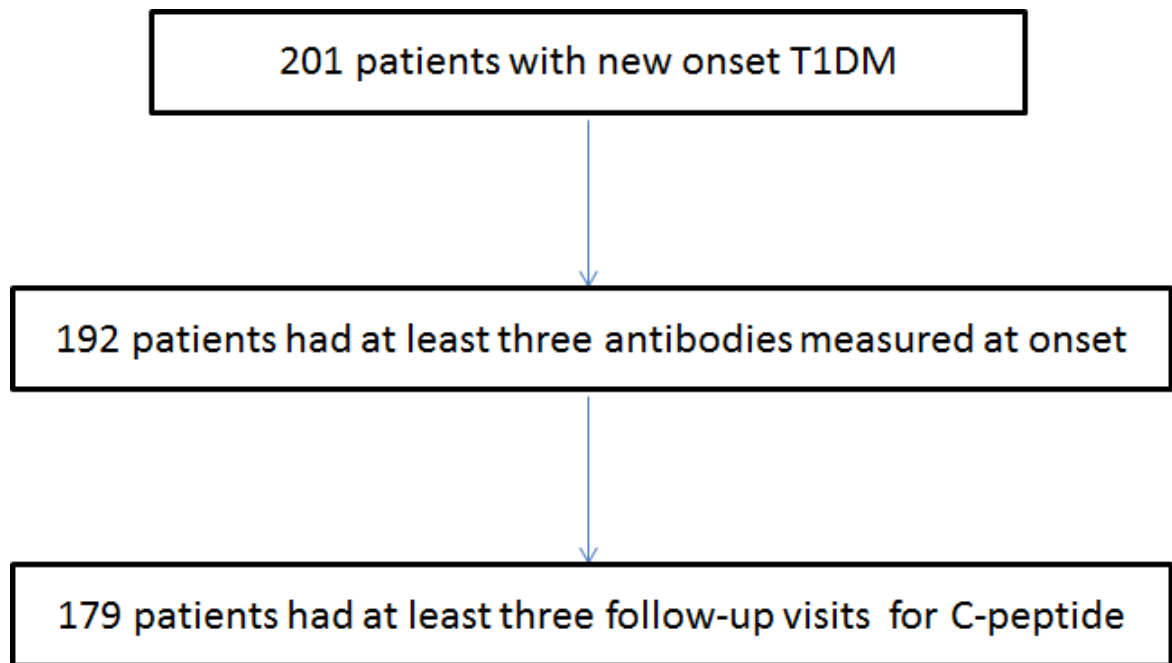 201 patients with new onset T1DM
192 patients had at least three antibodies measured at onset
179 patients had at least three follow-up visits for C-peptide